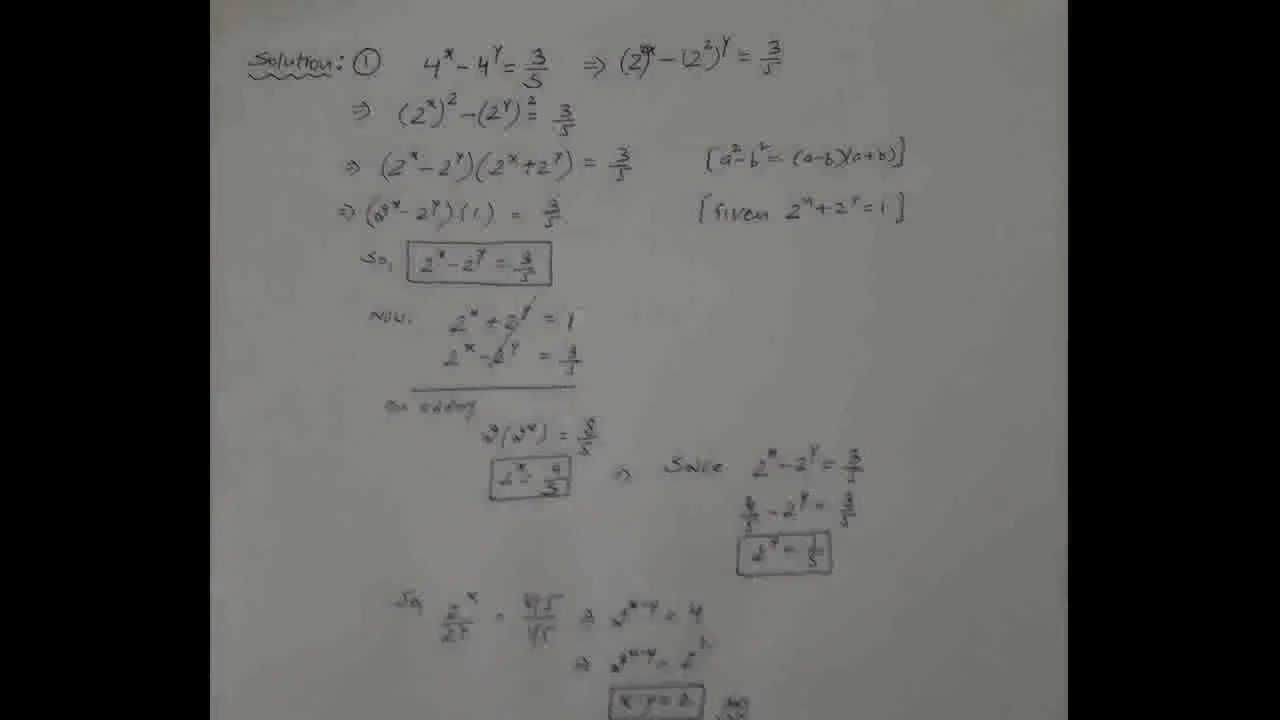 Solution: ① 4^x - 4^y = 3/5 ⇒ (2^2)^x - (2^2)^y = 3/5
⇒ (2^x)^2 - (2^y)^2 = 3/5
⇒ (2^x - 2^y)(2^x + 2^y) = 3/5 [a^2 - b^2 = (a-b)(a+b)]
⇒ (2^x - 2^y).(1) = 3/5 [Given 2^x + 2^y = 1]
So, 2^x - 2^y = 3/5
Now. 2^x + 2^y = 1
2^x - 2^y = 3/5
On adding
2(2^x) = 8/5
2^x = 4/5 ⇒ Since 2^x - 2^y = 3/5
4/5 - 2^y = 3/5
2^y = 1/5
So, 2^x/2^y = 4/5/1/5 ⇒ 2^x-y = 4
⇒ 2^x-y = 2^2
x-y = 2